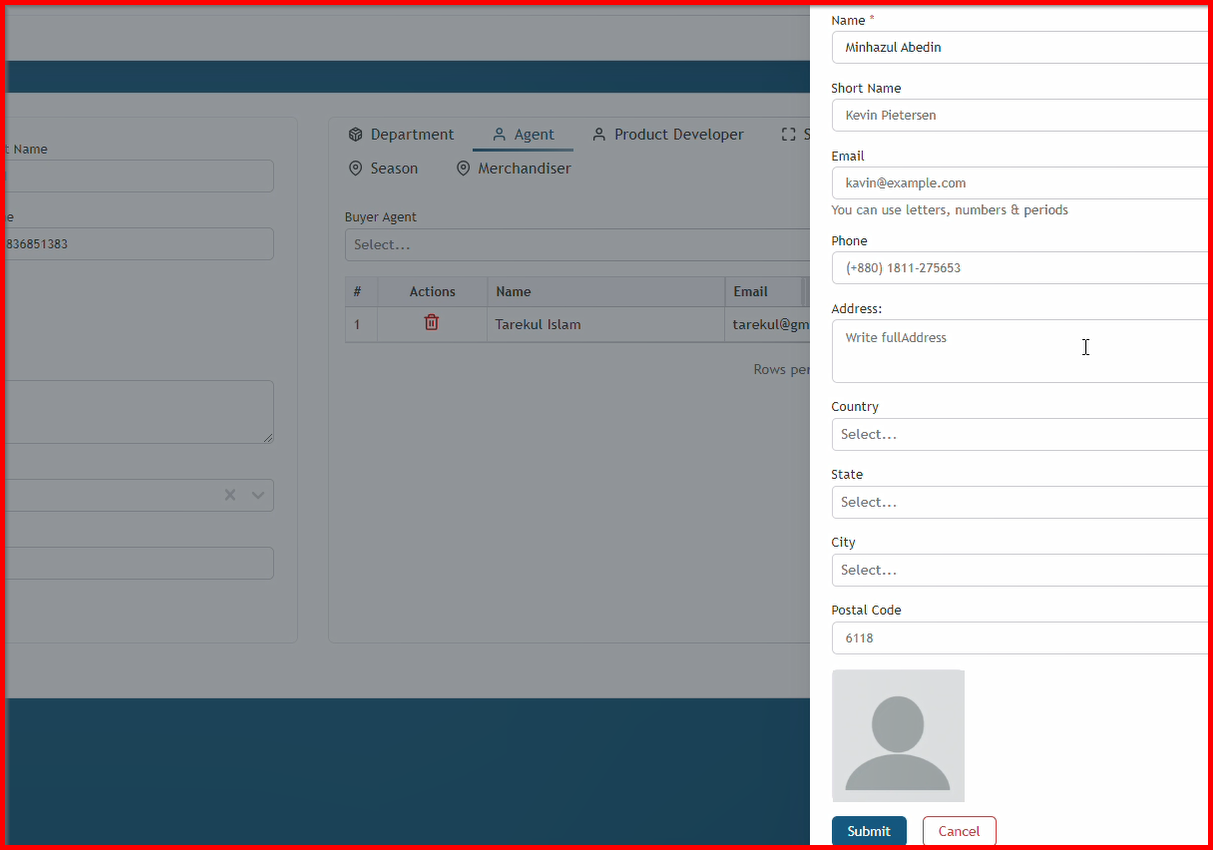 Name
836851383
Department
Agent
Product Developer
Season
Merchandiser
Buyer Agent
Select...
# Actions Name Email
1 Tarekul Islam tarekul@gm
Rows per
Name *
Minhazul Abedin
Short Name
Kevin Pietersen
Email
kavin@example.com
You can use letters, numbers & periods
Phone
(+880) 1811-275653
Address:
Write fullAddress
Country
Select...
State
Select...
City
Select...
Postal Code
6118
Submit
Cancel